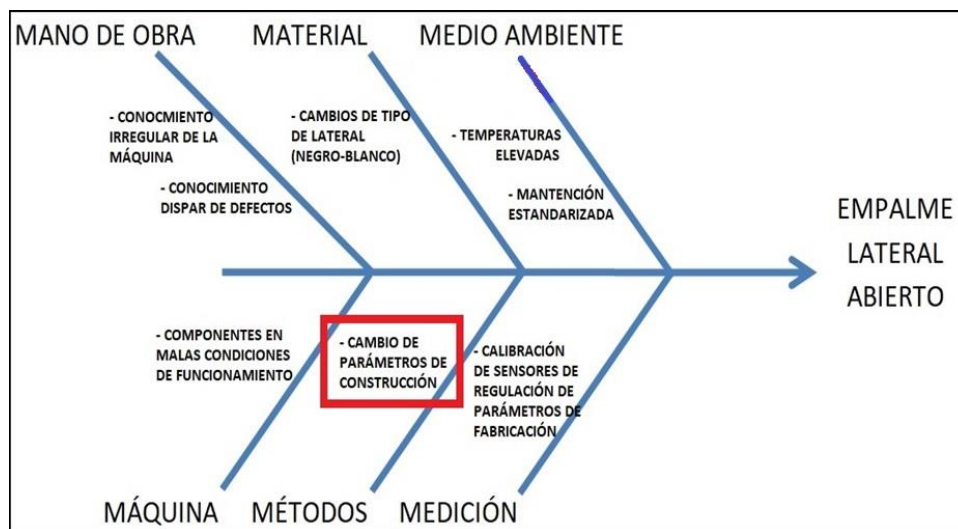 MANO DE OBRA
MATERIAL
MEDIO AMBIENTE
- CONOCMIENTO
IRREGULAR DE LA
MÁQUINA
- CONOCIMIENTO
DISPAR DE DEFECTOS
- CAMBIOS DE TIPO
DE LATERAL
(NEGRO-BLANCO)
- TEMPERATURAS
ELEVADAS
- MANTENCIÓN
ESTANDARIZADA
EMPALME
LATERAL
ABIERTO
- COMPONENTES EN
MALAS CONDICIONES
DE FUNCIONAMIENTO
- CAMBIO DE
PARÁMETROS DE
CONSTRUCCIÓN
- CALIBRACIÓN
DE SENSORES DE
REGULACIÓN DE
PARÁMETROS DE
FABRICACIÓN
MÁQUINA
MÉTODOS
MEDICIÓN